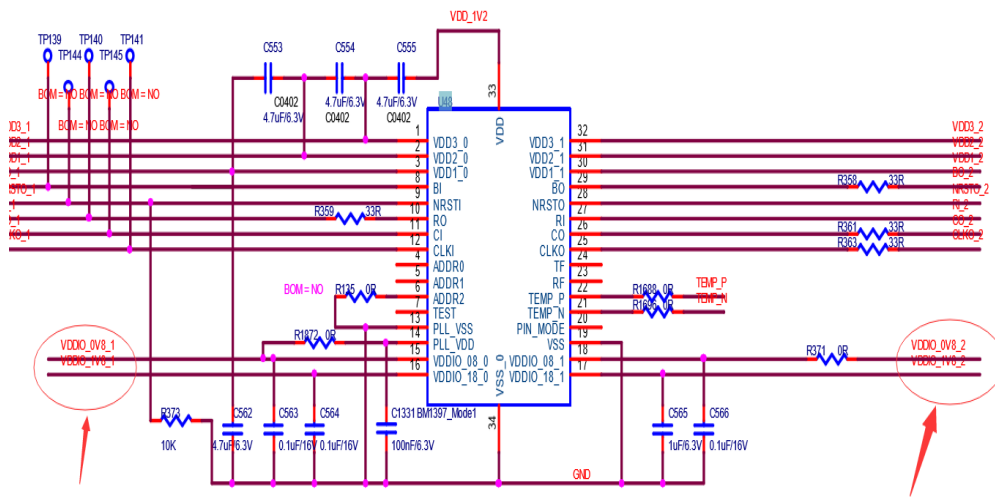 VDD_1V2
TP139
TP140
TP141
TP144
TP145
C553
C554
C555
BOM = NO
BOM = NO
BOM = NO
BOM = NO
BOM = NO
C0402
4.7uF/6.3V
4.7uF/6.3V
C0402
4.7uF/6.3V
C0402
U48
33
VDD
1
VDD3_0
2
VDD2_0
3
VDD1_0
8
BI
9
NRSTI
10
RO
11
CI
12
CLKI
4
ADDR0
5
ADDR1
6
ADDR2
7
TEST
13
PLL_VSS
14
PLL_VDD
15
VDDIO_08_0
16
VDDIO_18_0
32
VDD3_1
31
VDD2_1
30
VDD1_1
29
BO
28
NRSTO
27
RI
26
CO
25
CLKO
24
TF
23
RF
22
TEMP_P
21
TEMP_N
20
PIN_MODE
19
VSS
18
VDDIO_08_1
17
VDDIO_18_1
VSS_0
34
VDD3_2
VDD2_2
VDD1_2
BO_2
NRSTO_2
RI_2
CO_2
CLKO_2
R358
33R
R361
33R
R363
33R
R359
33R
BOM = NO
R135
0R
R1872
0R
R1688
0R
TEMP_P
R1696
0R
TEMP_N
R371
0R
VDDIO_0V8_1
VDDIO_1V8_1
VDDIO_0V8_2
VDDIO_1V8_2
R373
10K
C562
4.7uF/6.3V
C563
0.1uF/16V
C564
0.1uF/16V
C1331
100nF/6.3V
BM1397_Mode1
C565
1uF/6.3V
C566
0.1uF/16V
GND